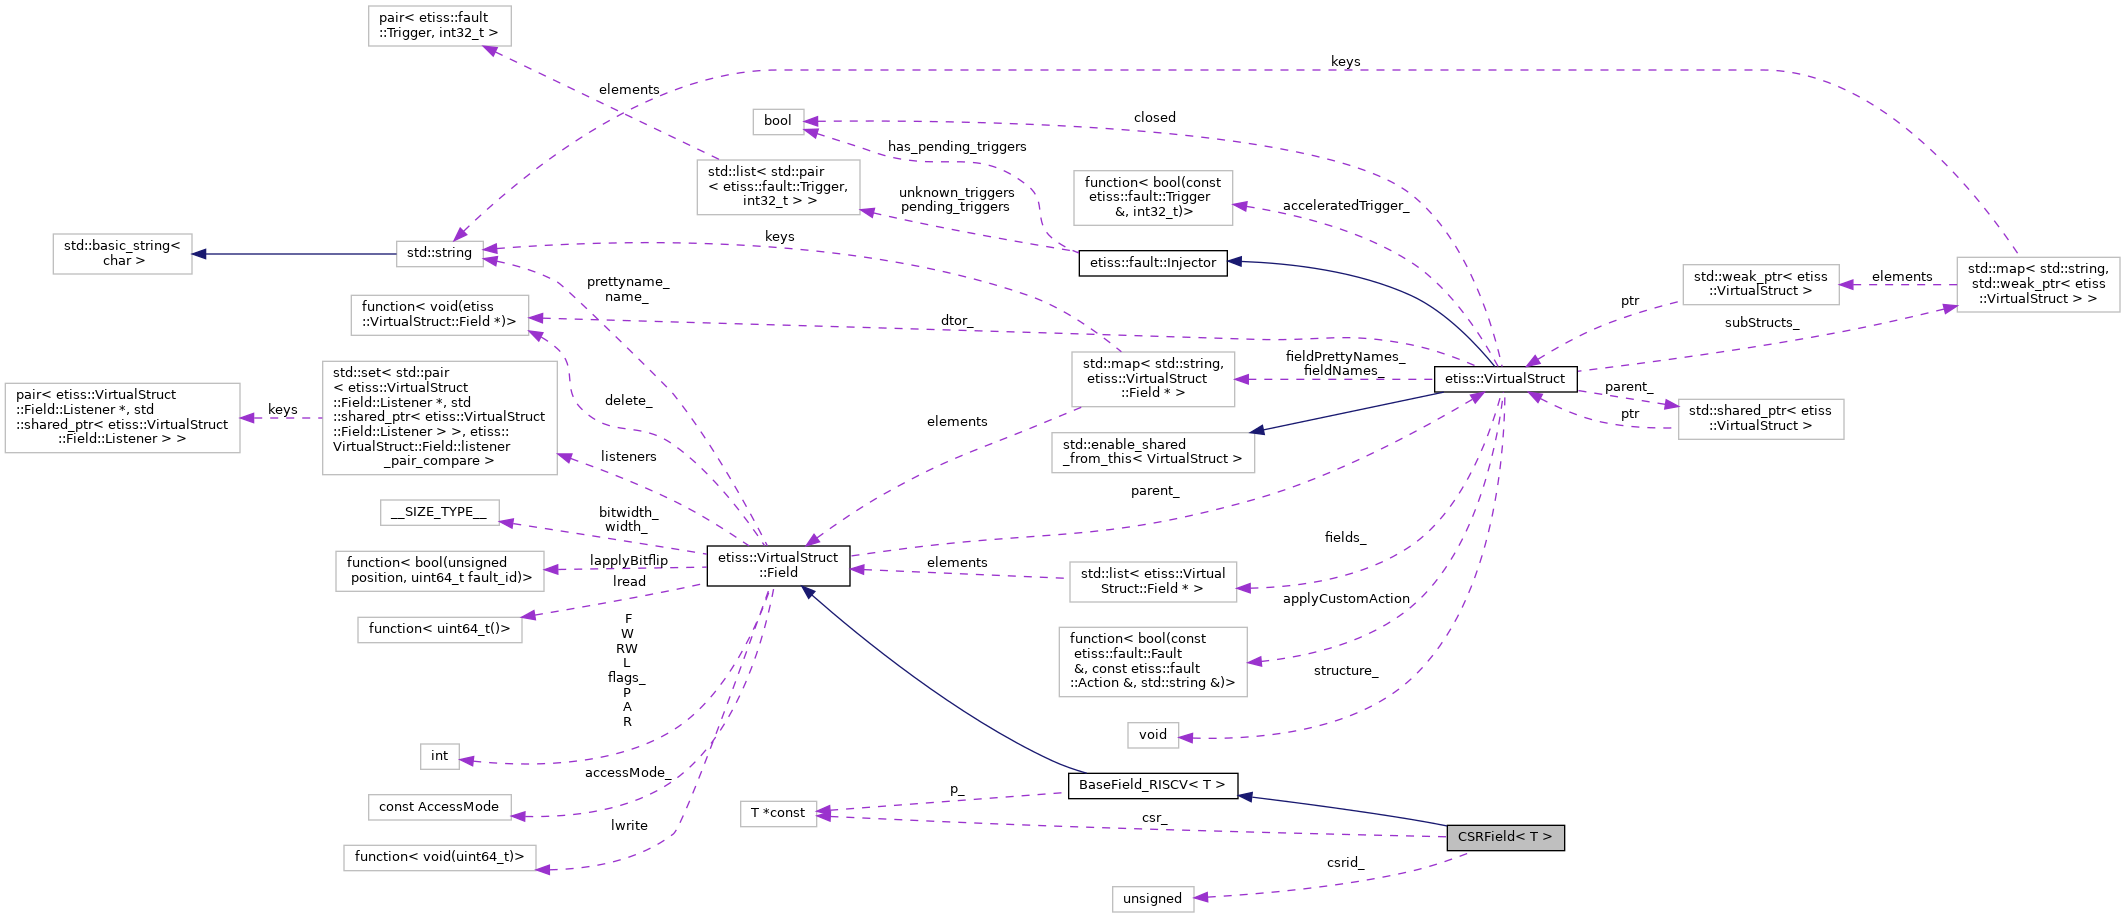 pair< etiss::fault
::Trigger, int32_t >
keys
elements
bool
closed
has_pending_triggers
std::list< std::pair
< etiss::fault::Trigger,
int32_t > >
unknown_triggers
pending_triggers
function< bool(const
etiss::fault::Trigger
&, int32_t)>
acceleratedTrigger_
std::basic_string<
char >
std::string
keys
etiss::fault::Injector
std::weak_ptr< etiss
::VirtualStruct >
elements
std::map< std::string,
std::weak_ptr< etiss
::VirtualStruct > >
prettyname_
name_
function< void(etiss
::VirtualStruct::Field *)>
dtor_
ptr
subStructs_
std::map< std::string,
etiss::VirtualStruct
::Field * >
fieldPrettyNames_
fieldNames_
etiss::VirtualStruct
parent_
ptr
std::shared_ptr< etiss
::VirtualStruct >
pair< etiss::VirtualStruct
::Field::Listener *, std
::shared_ptr< etiss::VirtualStruct
::Field::Listener > >
keys
std::set< std::pair
< etiss::VirtualStruct
::Field::Listener *, std
::shared_ptr< etiss::VirtualStruct
::Field::Listener > >, etiss::
VirtualStruct::Field::listener
_pair_compare >
delete_
elements
std::enable_shared
_from_this< VirtualStruct >
listeners
parent_
__SIZE_TYPE__
bitwidth_
width_
etiss::VirtualStruct
::Field
fields_
function< bool(unsigned
position, uint64_t fault_id)>
lapplyBitflip
elements
std::list< etiss::Virtual
Struct::Field * >
lread
function< uint64_t()>
applyCustomAction
F
W
RW
L
flags_
P
A
R
function< bool(const
etiss::fault::Fault
&, const etiss::fault
::Action &, std::string &)>
structure_
void
int
accessMode_
const AccessMode
BaseField_RISCV< T >
p_
T *const
csr_
lwrite
CSRField< T >
function< void(uint64_t)>
csrid_
unsigned